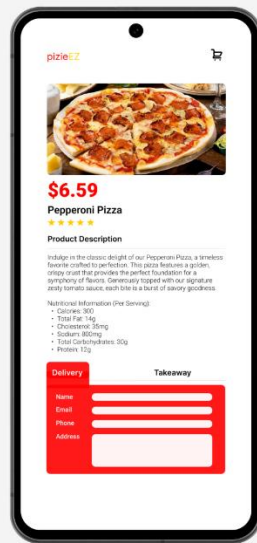 pizieEZ
$6.59
Pepperoni Pizza
Product Description
Indulge in the classic delight of our Pepperoni Pizza, a timeless
favorite crafted to perfection. This pizza features a golden,
crispy crust that provides the perfect foundation for a
symphony of flavors. Generously topped with our signature
zesty tomato sauce, each bite is a burst of savory goodness.
Nutritional Information (Per Serving):
• Calories: 300
• Total Fat: 14g
• Cholesterol: 35mg
• Sodium: 800mg
• Total Carbohydrates: 30g
• Protein: 12g
Delivery Takeaway
Name
Email
Phone
Address